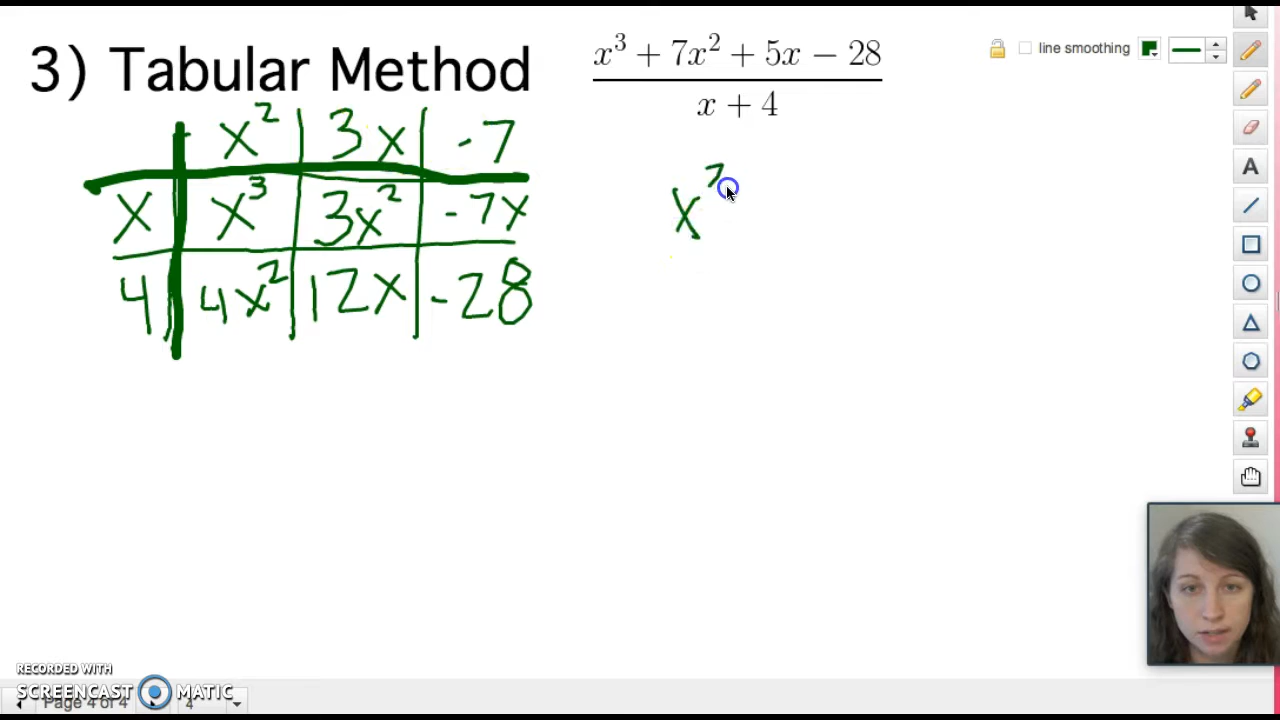 3) Tabular Method
x³ + 7x² + 5x − 28
x + 4
line smoothing
x² 3x -7
x x³ 3x² -7x
4 4x² 12x -28
x
RECORDED WITH
SCREENCAST MATIC
Page 4 of 4 4
A